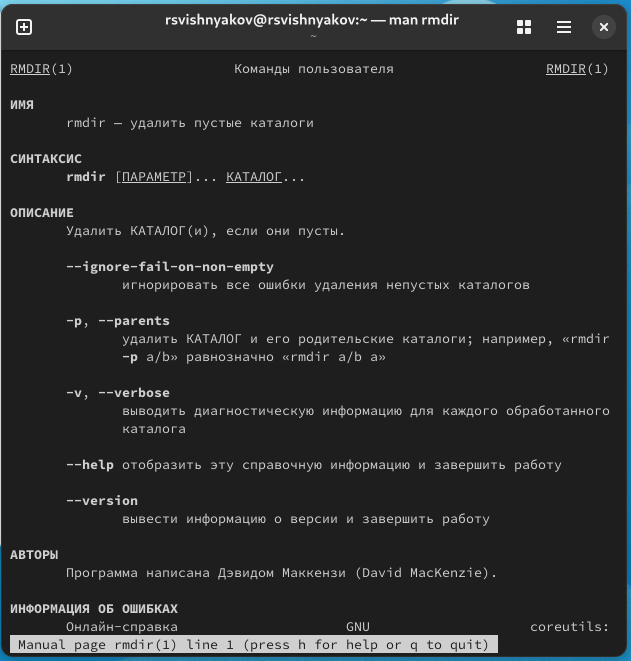 rsvishnyakov@rsvishnyakov:~ — man rmdir
~
RMDIR(1) Команды пользователя RMDIR(1)
ИМЯ
rmdir — удалить пустые каталоги
СИНТАКСИС
rmdir [ПАРАМЕТР]... КАТАЛОГ...
ОПИСАНИЕ
Удалить КАТАЛОГ(и), если они пусты.
--ignore-fail-on-non-empty
игнорировать все ошибки удаления непустых каталогов
-p, --parents
удалить КАТАЛОГ и его родительские каталоги; например, «rmdir
-p a/b» равнозначно «rmdir a/b a»
-v, --verbose
выводить диагностическую информацию для каждого обработанного
каталога
--help отобразить эту справочную информацию и завершить работу
--version
вывести информацию о версии и завершить работу
АВТОРЫ
Программа написана Дэвидом Маккензи (David MacKenzie).
ИНФОРМАЦИЯ ОБ ОШИБКАХ
Онлайн-справка GNU coreutils:
Manual page rmdir(1) line 1 (press h for help or q to quit)